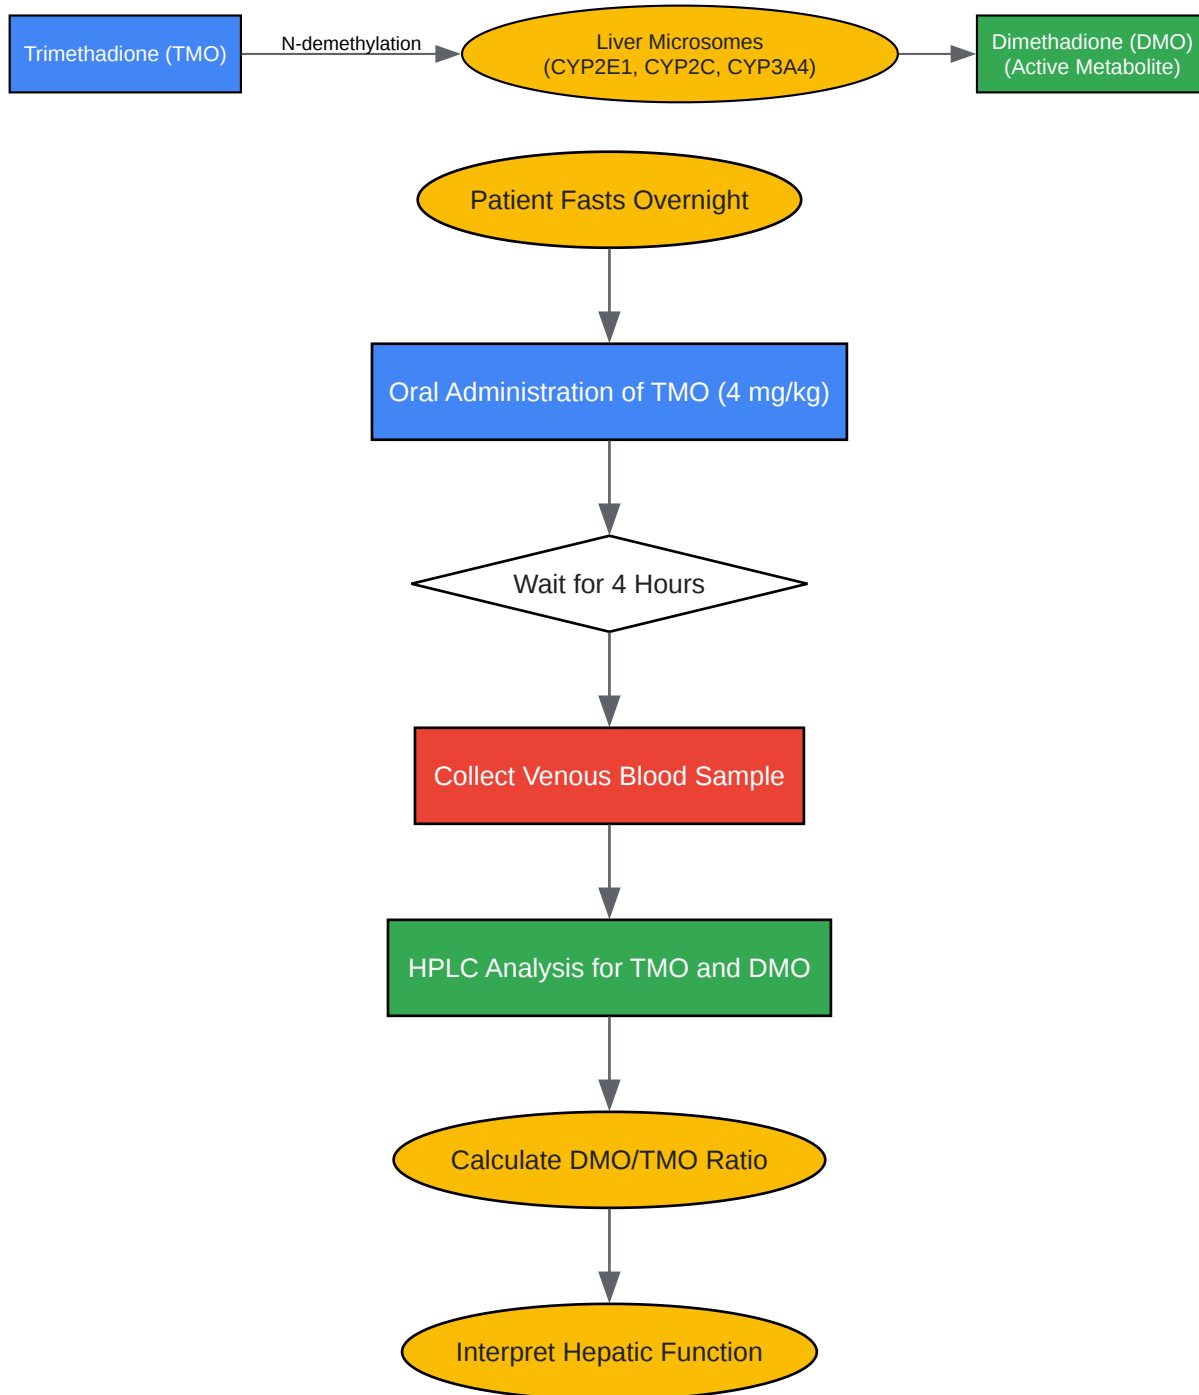 Trimethadione (TMO)
N-demethylation
Liver Microsomes
(CYP2E1, CYP2C, CYP3A4)
Dimethadione (DMO)
(Active Metabolite)
Patient Fasts Overnight
Oral Administration of TMO (4 mg/kg)
Wait for 4 Hours
Collect Venous Blood Sample
HPLC Analysis for TMO and DMO
Calculate DMO/TMO Ratio
Interpret Hepatic Function